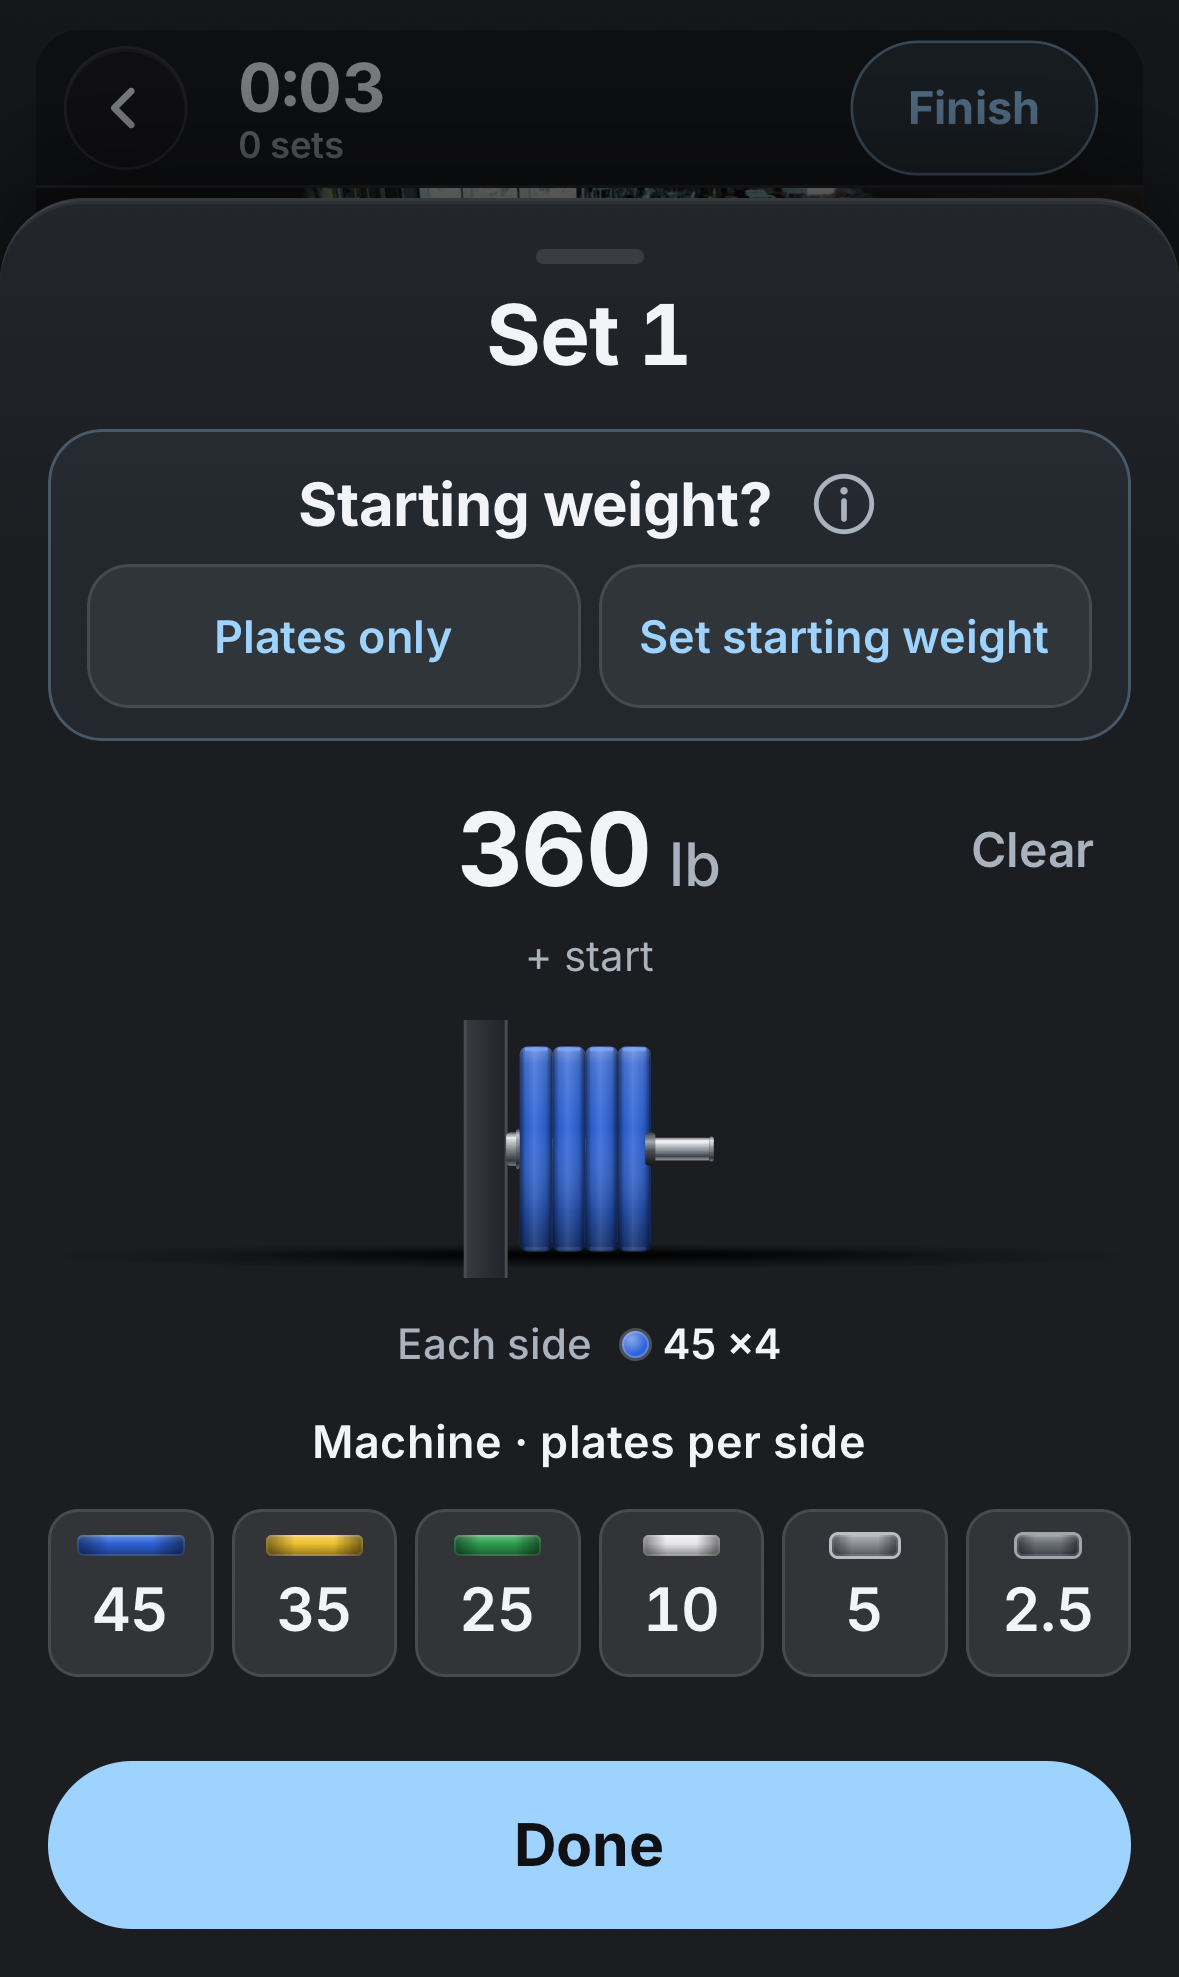 0:03
Finish
0 sets
Set 1
Starting weight?
Plates only
Set starting weight
360 lb
Clear
+ start
Each side 45 ×4
Machine · plates per side
45
35
25
10
5
2.5
Done